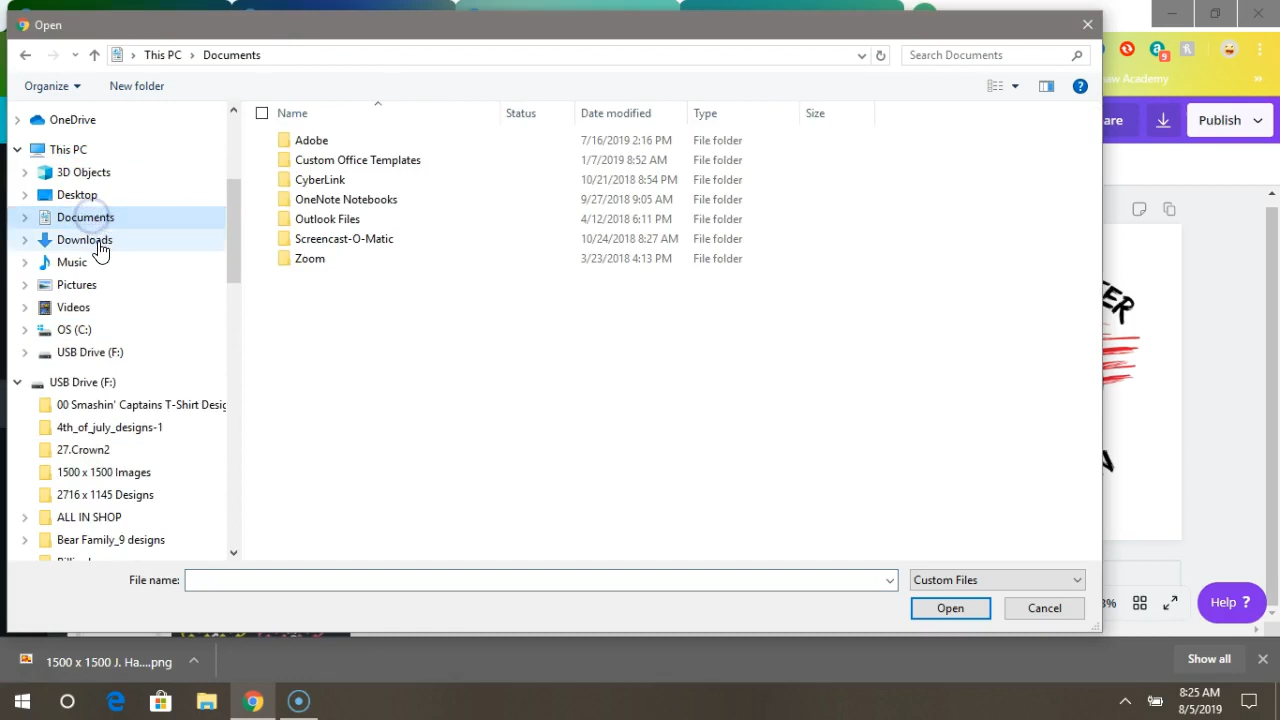 Open
This PC
Documents
Search Documents
Organize
New folder
Name
Status
Date modified
Type
Size
OneDrive
This PC
3D Objects
Desktop
Documents
Downloads
Music
Pictures
Videos
OS (C:)
USB Drive (F:)
USB Drive (F:)
00 Smashin' Captains T-Shirt Desig
4th_of_july_designs-1
27.Crown2
1500 x 1500 Images
2716 x 1145 Designs
ALL IN SHOP
Bear Family_9 designs
Adobe 7/16/2019 2:16 PM File folder
Custom Office Templates 1/7/2019 8:52 AM File folder
CyberLink 10/21/2018 8:54 PM File folder
OneNote Notebooks 9/27/2018 9:05 AM File folder
Outlook Files 4/12/2018 6:11 PM File folder
Screencast-O-Matic 10/24/2018 8:27 AM File folder
Zoom 3/23/2018 4:13 PM File folder
File name:
Custom Files
Open
Cancel
9
aw Academy
are
Publish
TER
N
3%
Help ?
1500 x 1500 J. Ha....png
Show all
8:25 AM
8/5/2019